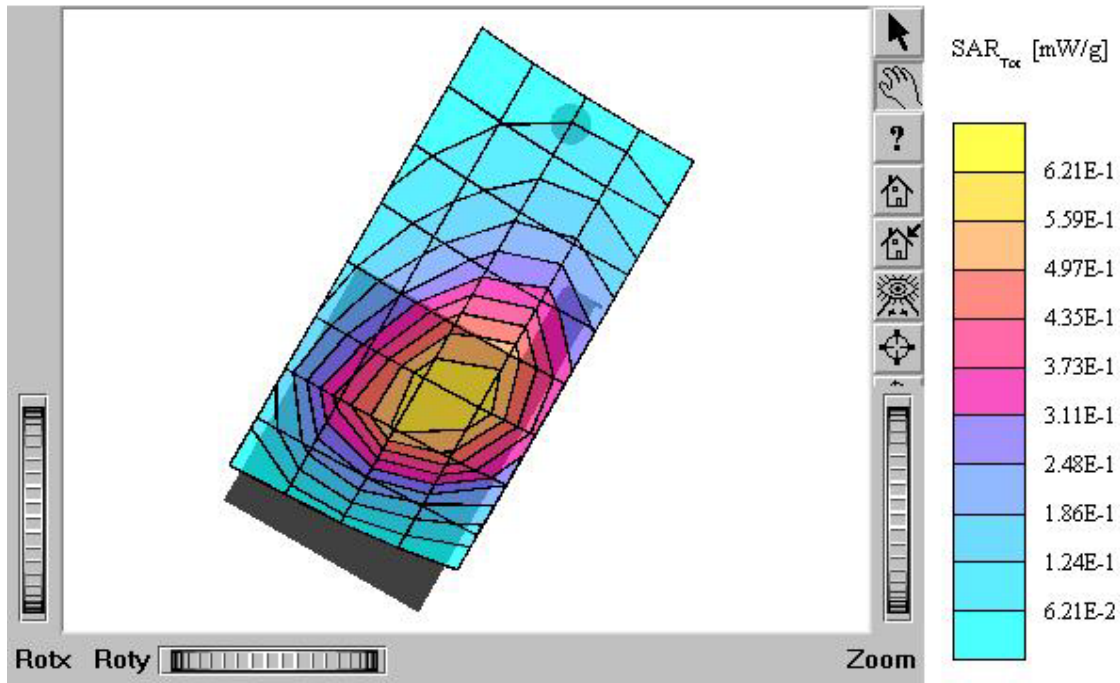 SAR_Tot [mW/g]
?
6.21E-1
5.59E-1
4.97E-1
4.35E-1
3.73E-1
3.11E-1
2.48E-1
1.86E-1
1.24E-1
6.21E-2
Rotx Roty Zoom